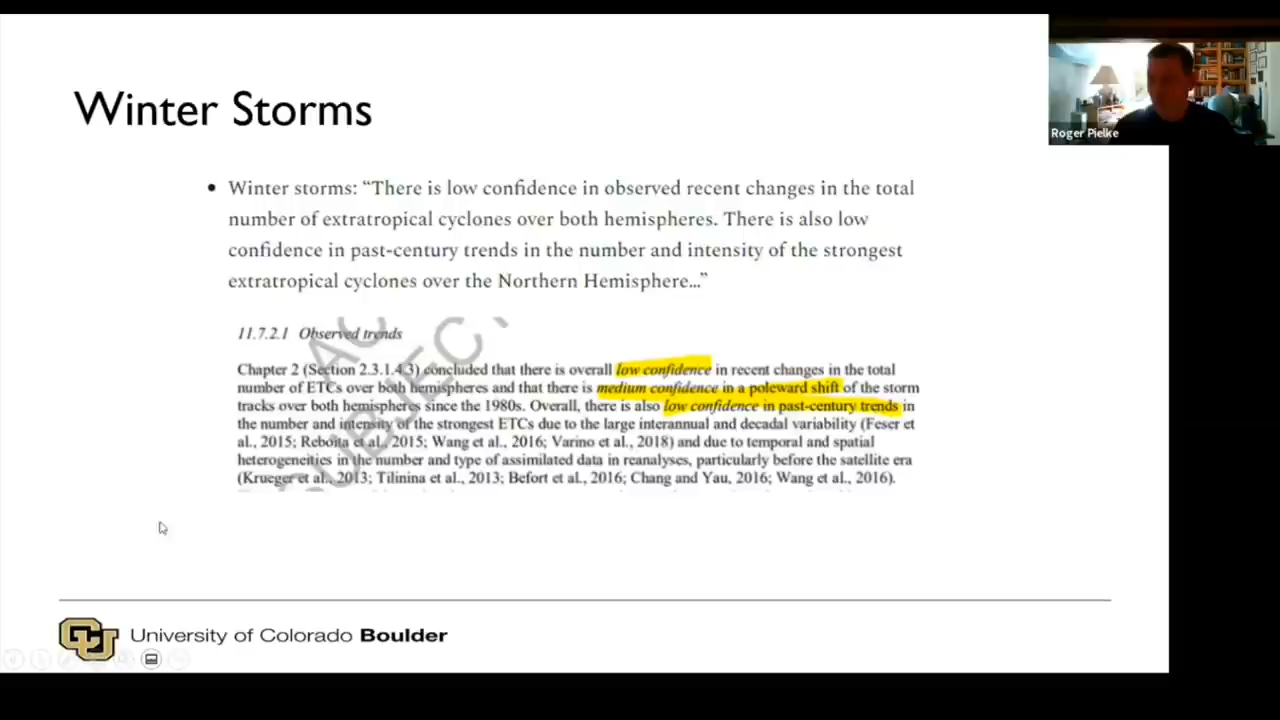 Winter Storms
Roger Pielke
• Winter storms: “There is low confidence in observed recent changes in the total
number of extratropical cyclones over both hemispheres. There is also low
confidence in past-century trends in the number and intensity of the strongest
extratropical cyclones over the Northern Hemisphere...”
11.7.2.1 Observed trends
Chapter 2 (Section 2.3.1.4.3) concluded that there is overall low confidence in recent changes in the total
number of ETCs over both hemispheres and that there is medium confidence in a poleward shift of the storm
tracks over both hemispheres since the 1980s. Overall, there is also low confidence in past-century trends in
the number and intensity of the strongest ETCs due to the large interannual and decadal variability (Feser et
al., 2015; Reboita et al., 2015; Wang et al., 2016; Varino et al., 2018) and due to temporal and spatial
heterogeneities in the number and type of assimilated data in reanalyses, particularly before the satellite era
(Krueger et al., 2013; Tilinina et al., 2013; Befort et al., 2016; Chang and Yau, 2016; Wang et al., 2016).
AC
SUBJECT
SUBJEC
CU University of Colorado Boulder